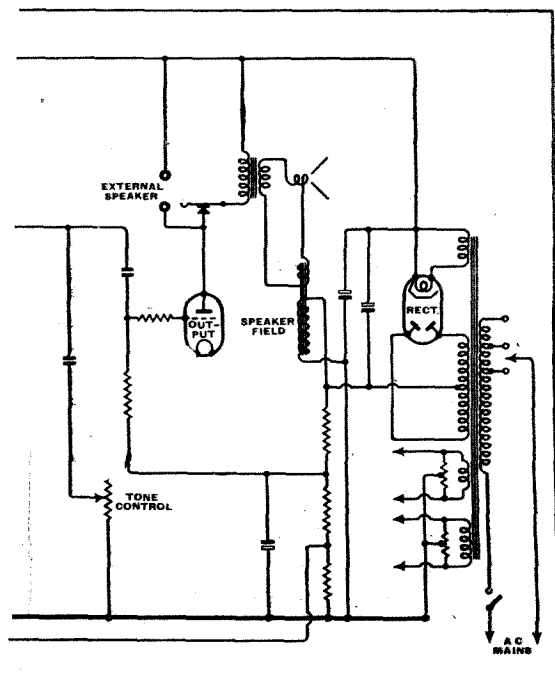 EXTERNAL
SPEAKER
OUT-
PUT
SPEAKER
FIELD
RECT.
TONE
CONTROL
A C
MAINS